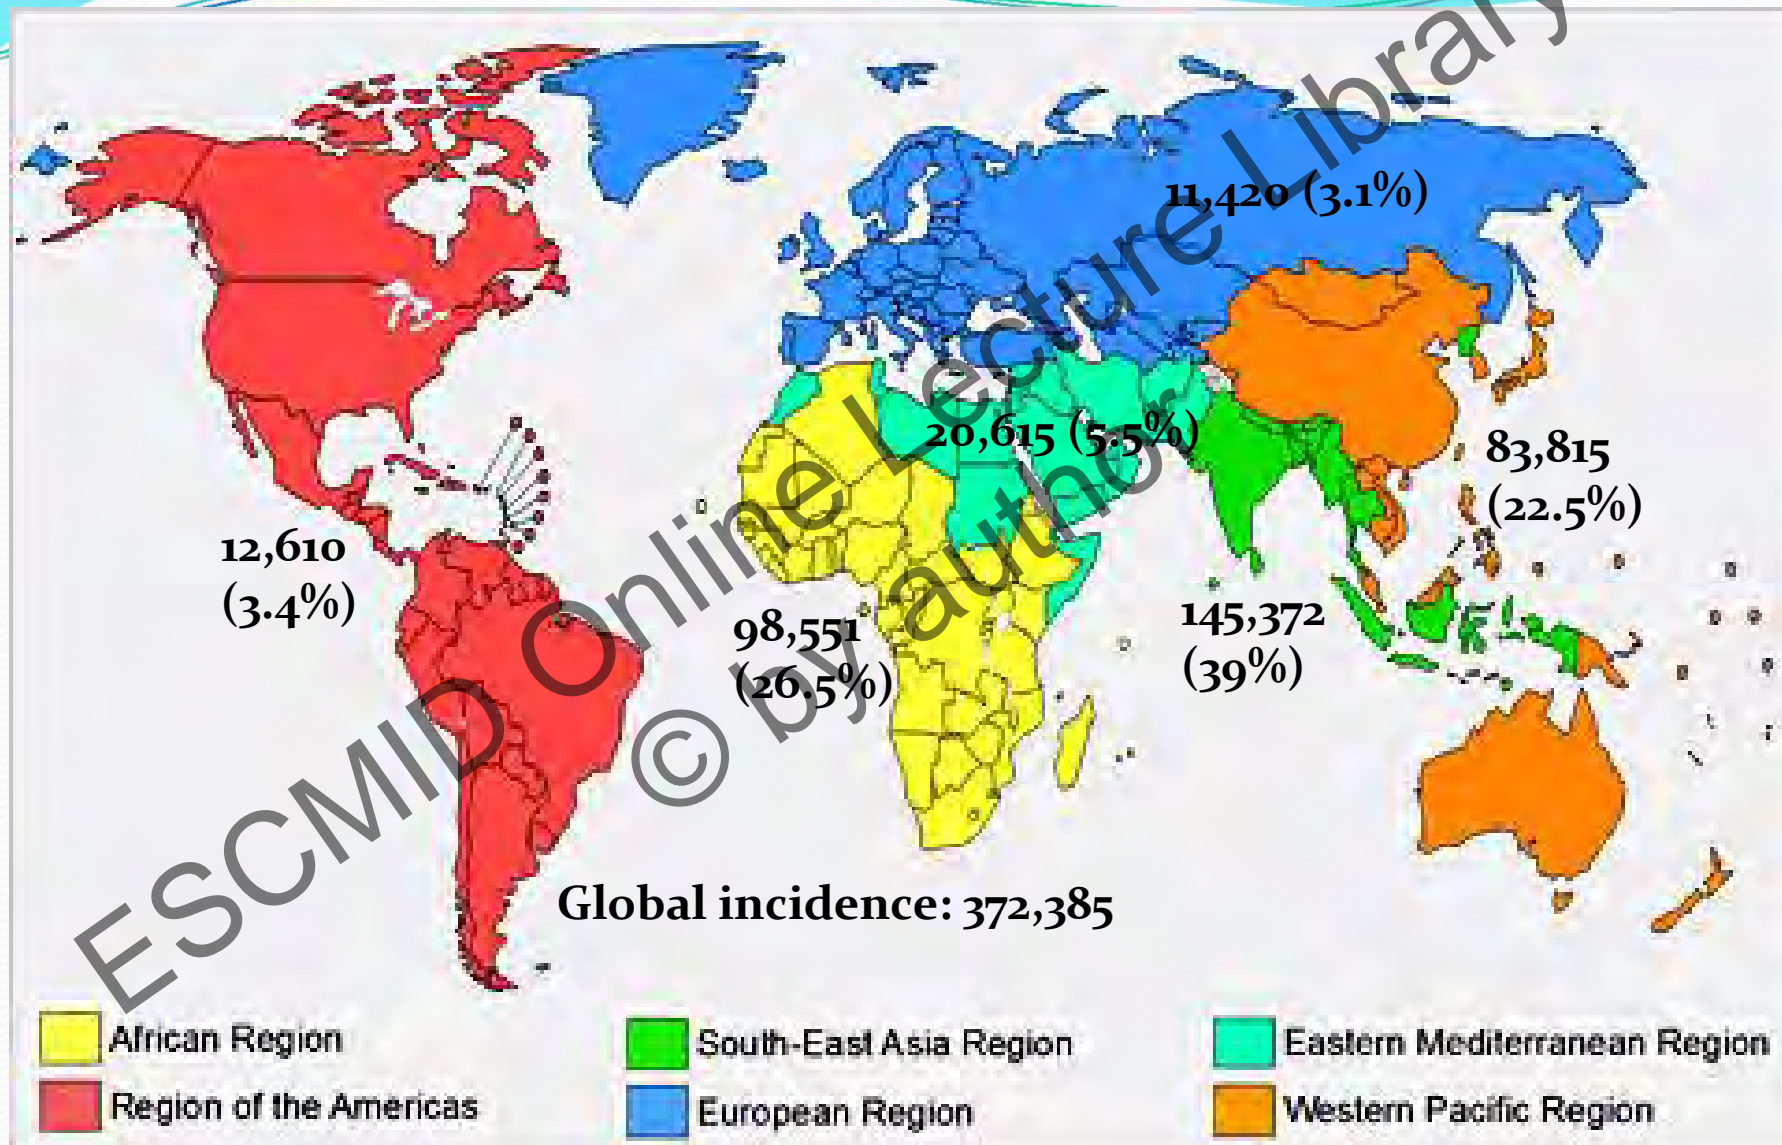 11,420 (3.1%)
20,615 (5.5%)
83,815
(22.5%)
12,610
(3.4%)
98,551
(26.5%)
145,372
(39%)
Global incidence: 372,385
African Region
South-East Asia Region
Eastern Mediterranean Region
Region of the Americas
European Region
Western Pacific Region
ESCMID Online Lecture Library
© by author